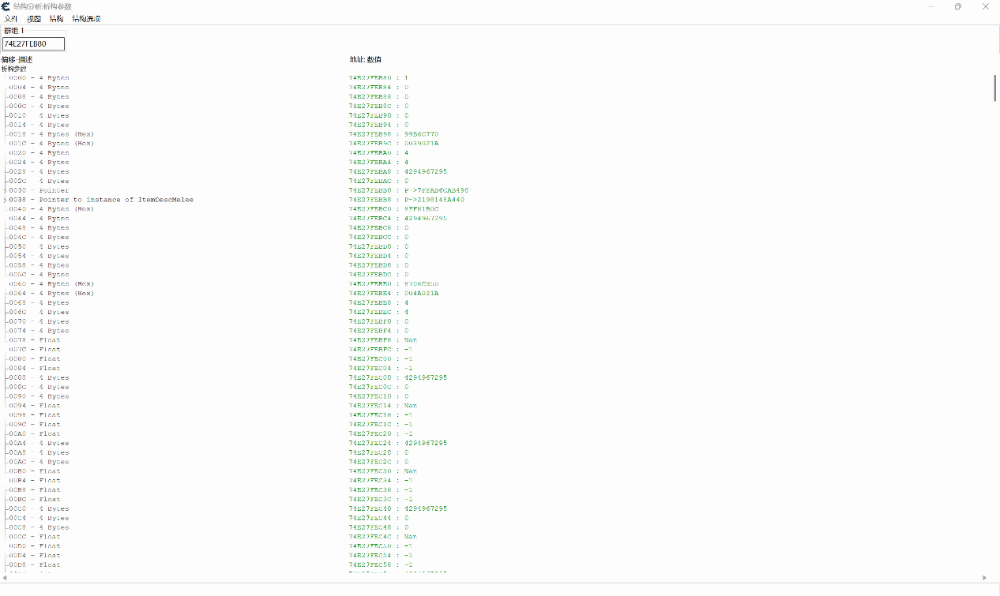 结构分析:析构参数
文件 视图 结构 结构选项
群组 1
74E27FEB80
偏移-描述 地址: 数值
析构参数
0000 - 4 Bytes 74E27FEB80 : 1
0004 - 4 Bytes 74E27FEB84 : 0
0008 - 4 Bytes 74E27FEB88 : 0
000C - 4 Bytes 74E27FEB8C : 0
0010 - 4 Bytes 74E27FEB90 : 0
0014 - 4 Bytes 74E27FEB94 : 0
0018 - 4 Bytes (Hex) 74E27FEB98 : 99B6C770
001C - 4 Bytes (Hex) 74E27FEB9C : 0039021A
0020 - 4 Bytes 74E27FEBA0 : 4
0024 - 4 Bytes 74E27FEBA4 : 4
0028 - 4 Bytes 74E27FEBA8 : 4294967295
002C - 4 Bytes 74E27FEBAC : 0
0030 - Pointer 74E27FEBB0 : P->7FFAB6CAB498
0038 - Pointer to instance of ItemDescMelee 74E27FEBB8 : P->2198148A440
0040 - 4 Bytes (Hex) 74E27FEBC0 : 8FF81B0C
0044 - 4 Bytes 74E27FEBC4 : 4294967295
0048 - 4 Bytes 74E27FEBC8 : 0
004C - 4 Bytes 74E27FEBCC : 0
0050 - 4 Bytes 74E27FEBD0 : 0
0054 - 4 Bytes 74E27FEBD4 : 0
0058 - 4 Bytes 74E27FEBD8 : 0
005C - 4 Bytes 74E27FEBDC : 0
0060 - 4 Bytes (Hex) 74E27FEBE0 : 8708C350
0064 - 4 Bytes (Hex) 74E27FEBE4 : 004A021A
0068 - 4 Bytes 74E27FEBE8 : 4
006C - 4 Bytes 74E27FEBEC : 4
0070 - 4 Bytes 74E27FEBF0 : 0
0074 - 4 Bytes 74E27FEBF4 : 0
0078 - Float 74E27FEBF8 : Nan
007C - Float 74E27FEBFC : -1
0080 - Float 74E27FEC00 : -1
0084 - Float 74E27FEC04 : -1
0088 - 4 Bytes 74E27FEC08 : 4294967295
008C - 4 Bytes 74E27FEC0C : 0
0090 - 4 Bytes 74E27FEC10 : 0
0094 - Float 74E27FEC14 : Nan
0098 - Float 74E27FEC18 : -1
009C - Float 74E27FEC1C : -1
00A0 - Float 74E27FEC20 : -1
00A4 - 4 Bytes 74E27FEC24 : 4294967295
00A8 - 4 Bytes 74E27FEC28 : 0
00AC - 4 Bytes 74E27FEC2C : 0
00B0 - Float 74E27FEC30 : Nan
00B4 - Float 74E27FEC34 : -1
00B8 - Float 74E27FEC38 : -1
00BC - Float 74E27FEC3C : -1
00C0 - 4 Bytes 74E27FEC40 : 4294967295
00C4 - 4 Bytes 74E27FEC44 : 0
00C8 - 4 Bytes 74E27FEC48 : 0
00CC - Float 74E27FEC4C : Nan
00D0 - Float 74E27FEC50 : -1
00D4 - Float 74E27FEC54 : -1
00D8 - Float 74E27FEC58 : -1